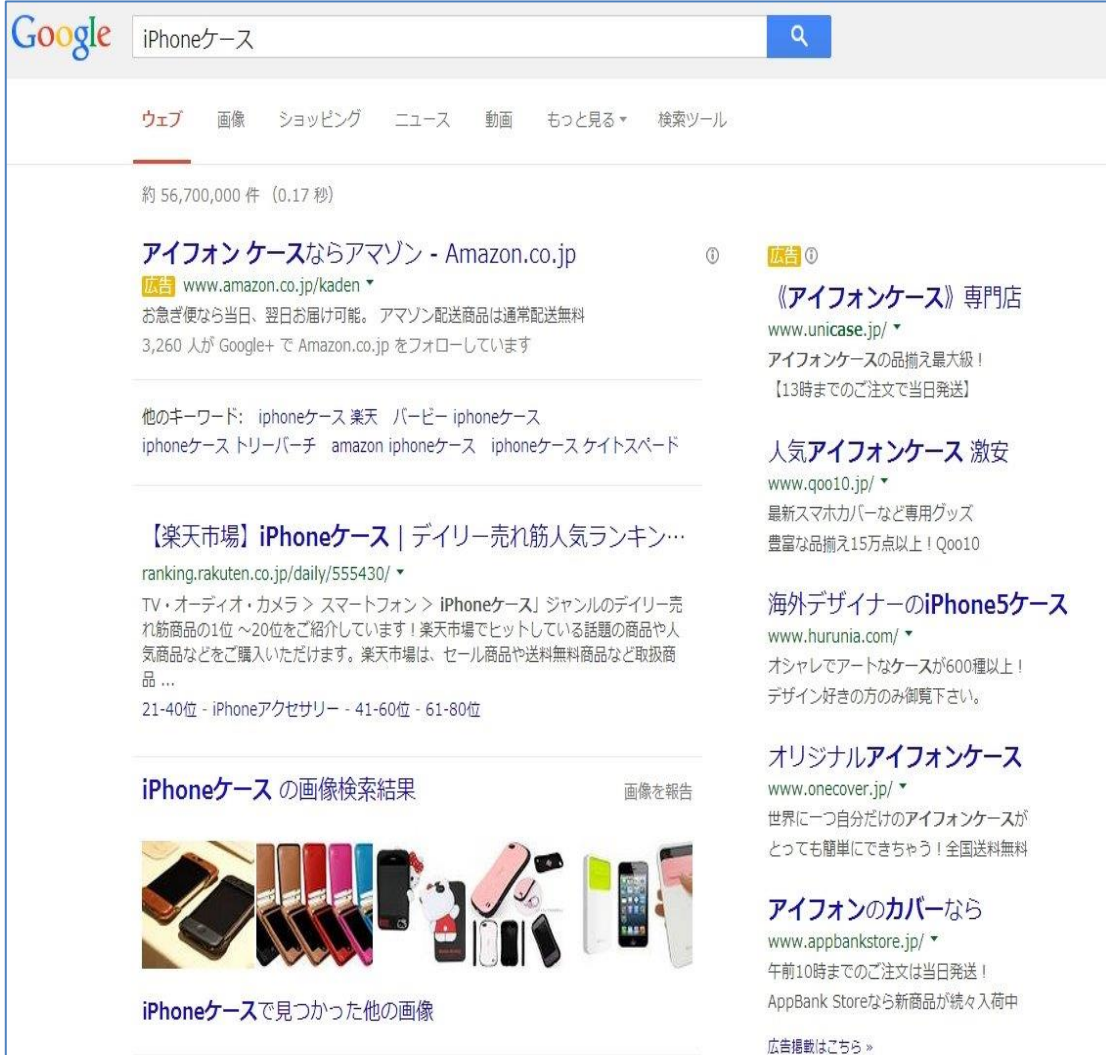 Google
iPhoneケース
ウェブ 画像 ショッピング ニュース 動画 もっと見る 検索ツール
約 56,700,000 件 (0.17 秒)
アイフォン ケースならアマゾン - Amazon.co.jp
広告 www.amazon.co.jp/kaden
お急ぎ便なら当日、翌日お届け可能。 アマゾン配送商品は通常配送無料
3,260 人が Google+ で Amazon.co.jp をフォローしています
他のキーワード: iphoneケース 楽天 バービー iphoneケース
iphoneケース トリーバーチ amazon iphoneケース iphoneケース ケイトスペード
【楽天市場】iPhoneケース | デイリー売れ筋人気ランキン…
ranking.rakuten.co.jp/daily/555430/
TV・オーディオ・カメラ > スマートフォン > iPhoneケース」ジャンルのデイリー売
れ筋商品の1位 ~20位をご紹介しています!楽天市場でヒットしている話題の商品や人
気商品などをご購入いただけます。楽天市場は、セール商品や送料無料商品など取扱商
品 ...
21-40位 - iPhoneアクセサリー - 41-60位 - 61-80位
iPhoneケース の画像検索結果
画像を報告
iPhoneケースで見つかった他の画像
広告
《アイフォンケース》専門店
www.unicase.jp/
アイフォンケースの品揃え最大級!
【13時までのご注文で当日発送】
人気アイフォンケース 激安
www.qoo10.jp/
最新スマホカバーなど専用グッズ
豊富な品揃え15万点以上!Qoo10
海外デザイナーのiPhone5ケース
www.hurunia.com/
オシャレでアートなケースが600種以上!
デザイン好きの方のみ御覧下さい。
オリジナルアイフォンケース
www.onecover.jp/
世界に一つ自分だけのアイフォンケースが
とっても簡単にできちゃう!全国送料無料
アイフォンのカバーなら
www.appbankstore.jp/
午前10時までのご注文は当日発送!
AppBank Storeなら新商品が続々入荷中
広告掲載はこちら »